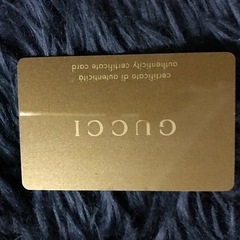 GUCCI
certificato di autenticità
authenticity certificate card